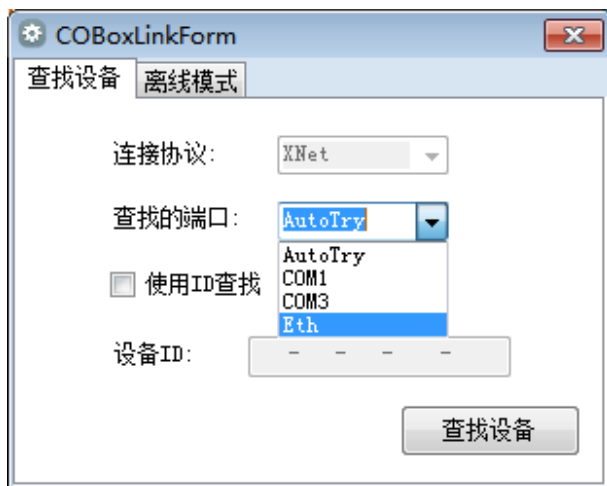 COBoxLinkForm
查找设备 离线模式
连接协议: XNet
查找的端口: AutoTry
AutoTry
COM1
使用ID查找
COM3
Eth
设备ID: - - - -
查找设备